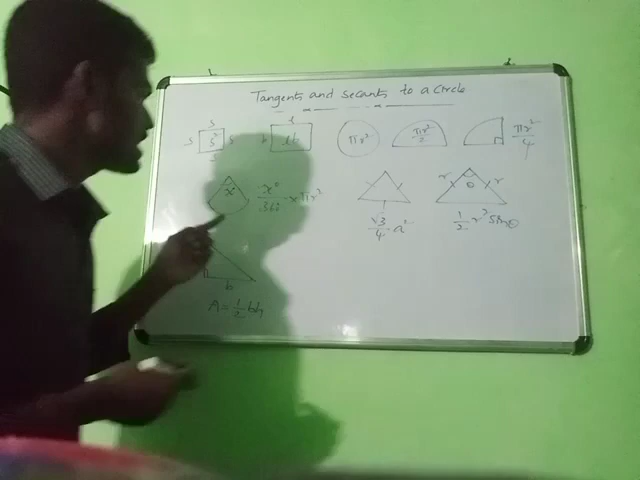 Tangents and Secants to a Circle
s
s s² s
s
l
b lb
πr²
πr²/2
πr²/4
x°
x°/360 × πr²
√3/4 a²
r θ r
1/2 r² sinθ
b
A = 1/2 bh